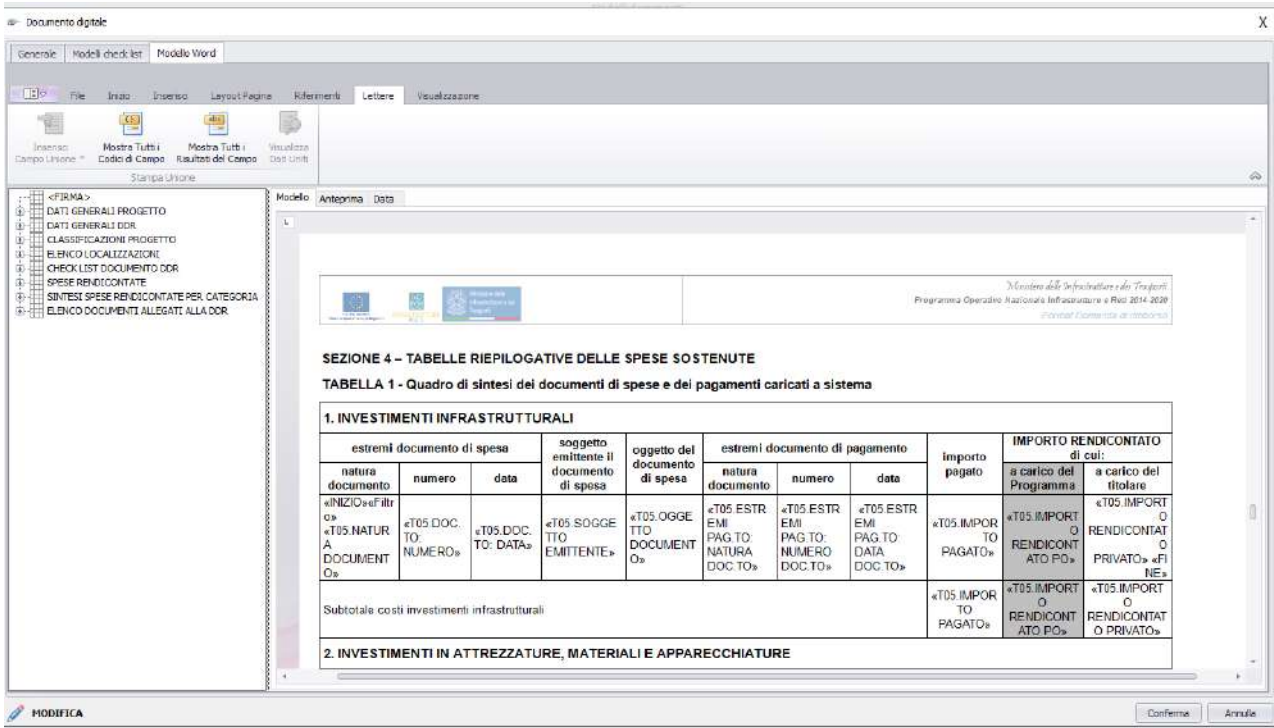 Documento digitale
X
Generale Modelli check list Modello Word
File Inizio Inserisci Layout Pagina Riferimenti Lettere Visualizzazione
Inserisci Campo Unione
Mostra Tutti i Codici di Campo
Mostra Tutti i Risultati del Campo
Visualizza Dati Uniti
Stampa Unione
<FIRMA>
DATI GENERALI PROGETTO
DATI GENERALI DDR
CLASSIFICAZIONI PROGETTO
ELENCO LOCALIZZAZIONI
CHECK LIST DOCUMENTO DDR
SPESE RENDICONTATE
SINTESI SPESE RENDICONTATE PER CATEGORIA
ELENCO DOCUMENTI ALLEGATI ALLA DDR
Modello Anteprima Data
Ministero delle Infrastrutture e dei Trasporti
Programma Operativo Nazionale Infrastrutture e Reti 2014-2020
SEZIONE 4 – TABELLE RIEPILOGATIVE DELLE SPESE SOSTENUTE
TABELLA 1 - Quadro di sintesi dei documenti di spese e dei pagamenti caricati a sistema
1. INVESTIMENTI INFRASTRUTTURALI
estremi documento di spesa
soggetto emittente il documento di spesa
oggetto del documento di spesa
estremi documento di pagamento
importo pagato
IMPORTO RENDICONTATO di cui:
natura documento
numero
data
natura documento
numero
data
a carico del Programma
a carico del titolare
«INIZIO»«Filtro» «T05.NATURA DOCUMENTO»
«T05.DOC.TO: NUMERO»
«T05.DOC.TO: DATA»
«T05.SOGGETTO EMITTENTE»
«T05.OGGETTO DOCUMENTO»
«T05.ESTREMI PAG.TO: NATURA DOC.TO»
«T05.ESTREMI PAG.TO: NUMERO DOC.TO»
«T05.ESTREMI PAG.TO: DATA DOC.TO»
«T05.IMPORTO PAGATO»
«T05.IMPORTO RENDICONTATO PO»
«T05.IMPORTO RENDICONTATO PRIVATO» «FINE»
Subtotale costi investimenti infrastrutturali
«T05.IMPORTO PAGATO»
«T05.IMPORTO RENDICONTATO PO»
«T05.IMPORTO RENDICONTATO PRIVATO»
2. INVESTIMENTI IN ATTREZZATURE, MATERIALI E APPARECCHIATURE
MODIFICA
Conferma Annulla